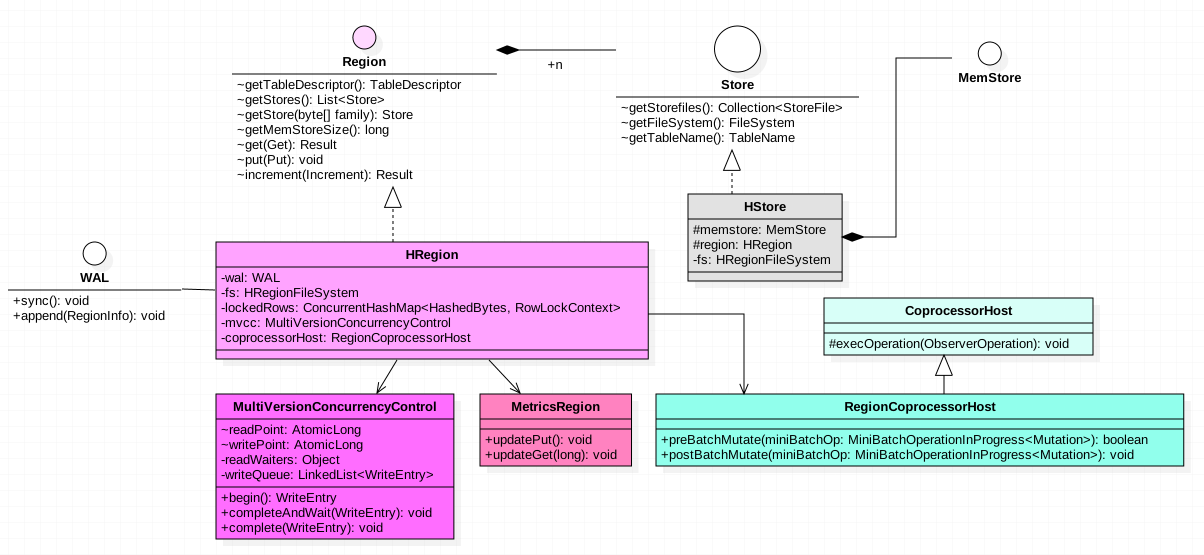 Region
~getTableDescriptor(): TableDescriptor
~getStores(): List<Store>
~getStore(byte[] family): Store
~getMemStoreSize(): long
~get(Get): Result
~put(Put): void
~increment(Increment): Result
+n
Store
~getStorefiles(): Collection<StoreFile>
~getFileSystem(): FileSystem
~getTableName(): TableName
MemStore
HStore
#memstore: MemStore
#region: HRegion
-fs: HRegionFileSystem
WAL
+sync(): void
+append(RegionInfo): void
HRegion
-wal: WAL
-fs: HRegionFileSystem
-lockedRows: ConcurrentHashMap<HashedBytes, RowLockContext>
-mvcc: MultiVersionConcurrencyControl
-coprocessorHost: RegionCoprocessorHost
CoprocessorHost
#execOperation(ObserverOperation): void
MultiVersionConcurrencyControl
~readPoint: AtomicLong
~writePoint: AtomicLong
-readWaiters: Object
-writeQueue: LinkedList<WriteEntry>
+begin(): WriteEntry
+completeAndWait(WriteEntry): void
+complete(WriteEntry): void
MetricsRegion
+updatePut(): void
+updateGet(long): void
RegionCoprocessorHost
+preBatchMutate(miniBatchOp: MiniBatchOperationInProgress<Mutation>): boolean
+postBatchMutate(miniBatchOp: MiniBatchOperationInProgress<Mutation>): void